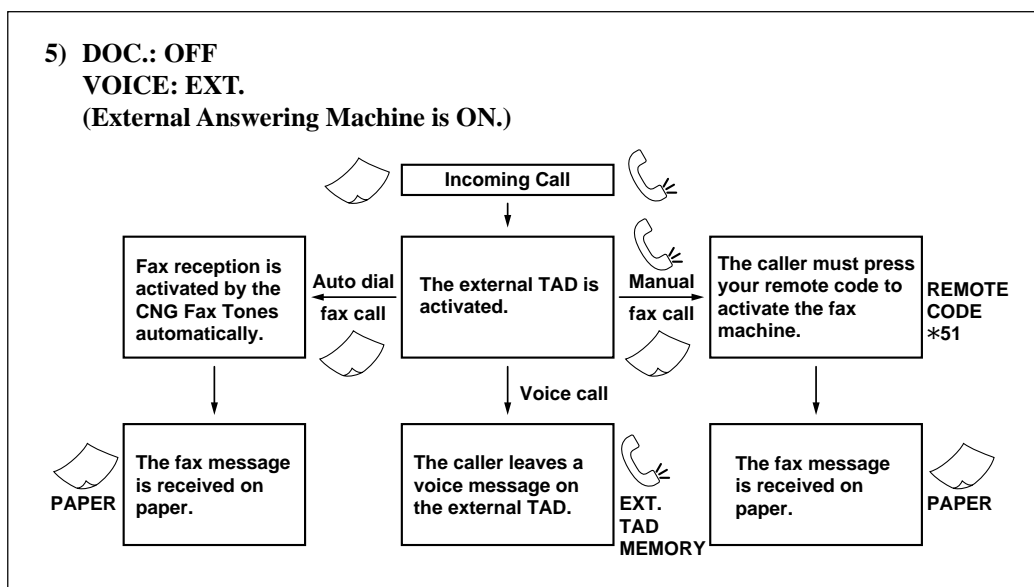 5) DOC.: OFF
VOICE: EXT.
(External Answering Machine is ON.)
Incoming Call
Fax reception is
activated by the
CNG Fax Tones
automatically.
Auto dial
fax call
The external TAD is
activated.
Manual
fax call
The caller must press
your remote code to
activate the fax
machine.
REMOTE
CODE
∗51
Voice call
PAPER
The fax message
is received on
paper.
The caller leaves a
voice message on
the external TAD.
EXT.
TAD
MEMORY
The fax message
is received on
paper.
PAPER